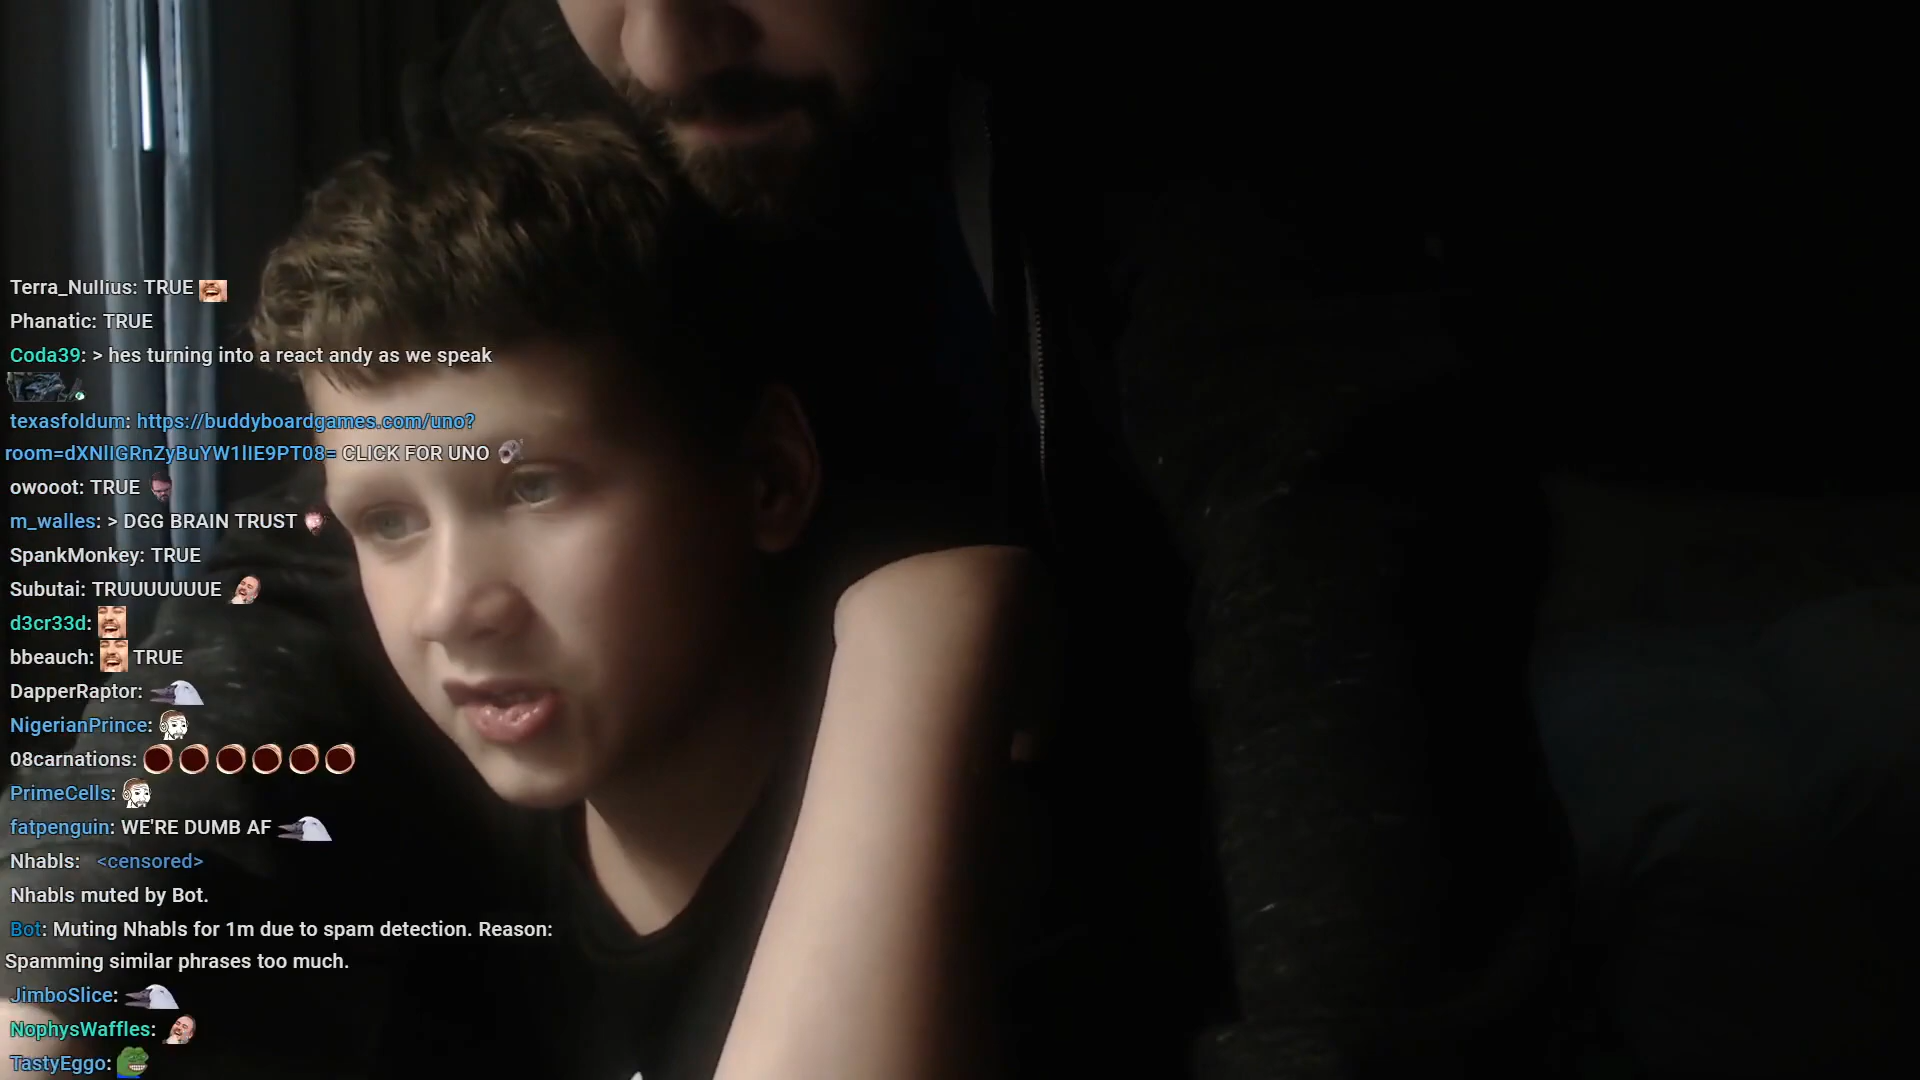 Terra_Nullius: TRUE
Phanatic: TRUE
Coda39: > hes turning into a react andy as we speak
texasfoldum: https://buddyboardgames.com/uno?
room=dXNlIGRnZyBuYW1lIE9PT08= CLICK FOR UNO
owooot: TRUE
m_walles: > DGG BRAIN TRUST
SpankMonkey: TRUE
Subutai: TRUUUUUUUE
d3cr33d:
bbeauch: TRUE
DapperRaptor:
NigerianPrince:
08carnations:
PrimeCells:
fatpenguin: WE'RE DUMB AF
Nhabls: <censored>
Nhabls muted by Bot.
Bot: Muting Nhabls for 1m due to spam detection. Reason:
Spamming similar phrases too much.
JimboSlice:
NophysWaffles:
TastyEggo: